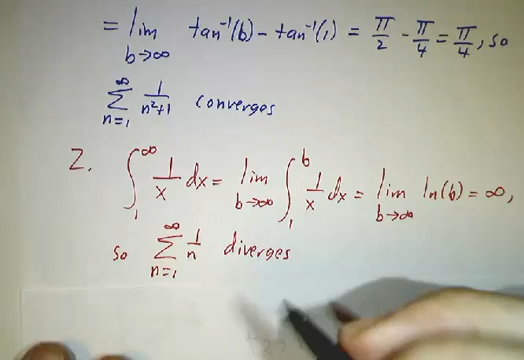 = lim b→∞ tan⁻¹(b) - tan⁻¹(1) = π/2 - π/4 = π/4, so
∞ ∑ n=1 1/n²+1 converges
2. ∫₁^∞ 1/x dx = lim b→∞ ∫₁^b 1/x dx = lim b→∞ ln(b) = ∞,
so ∞ ∑ n=1 1/n diverges